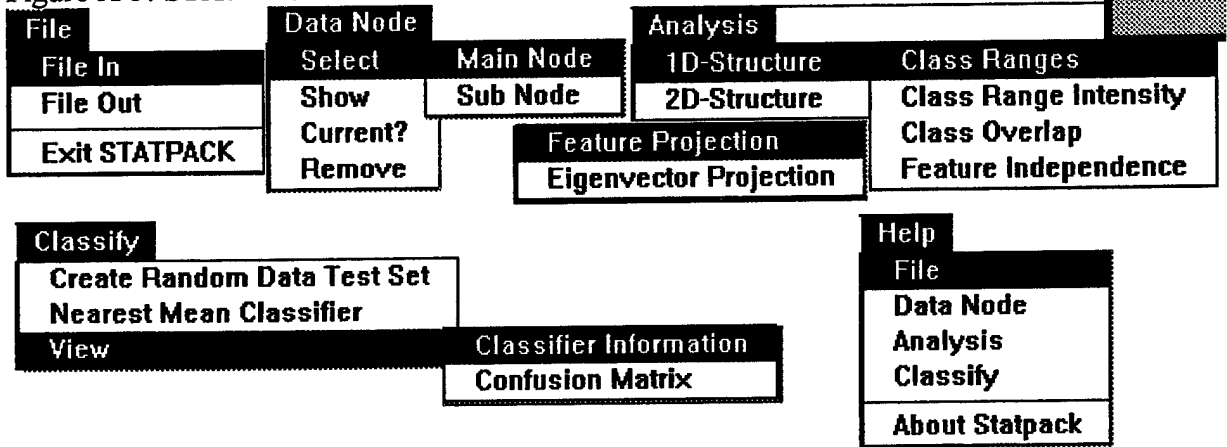 File
File In
File Out
Exit STATPACK
Data Node
Select
Show
Current?
Remove
Main Node
Sub Node
Analysis
1D-Structure
2D-Structure
Class Ranges
Class Range Intensity
Class Overlap
Feature Independence
Feature Projection
Eigenvector Projection
Classify
Create Random Data Test Set
Nearest Mean Classifier
View
Classifier Information
Confusion Matrix
Help
File
Data Node
Analysis
Classify
About Statpack